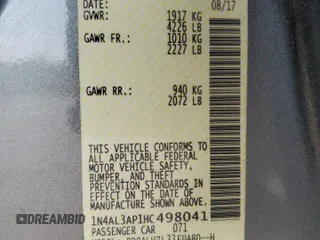 DATE: 08/17
GVWR: 1917 KG
4226 LB
GAWR FR: 1010 KG
2227 LB
GAWR RR: 940 KG
2072 LB
THIS VEHICLE CONFORMS TO
APPLICABLE FEDERAL
MOTOR VEHICLE SAFETY,
BUMPER, AND THEFT
PREVENTION STANDARDS IN
EFFECT ON THE DATE OF
MANUFACTURE SHOWN ABOVE
1N4AL3AP1HC498041
PASSENGER CAR 071
AUTOBIDMASTER